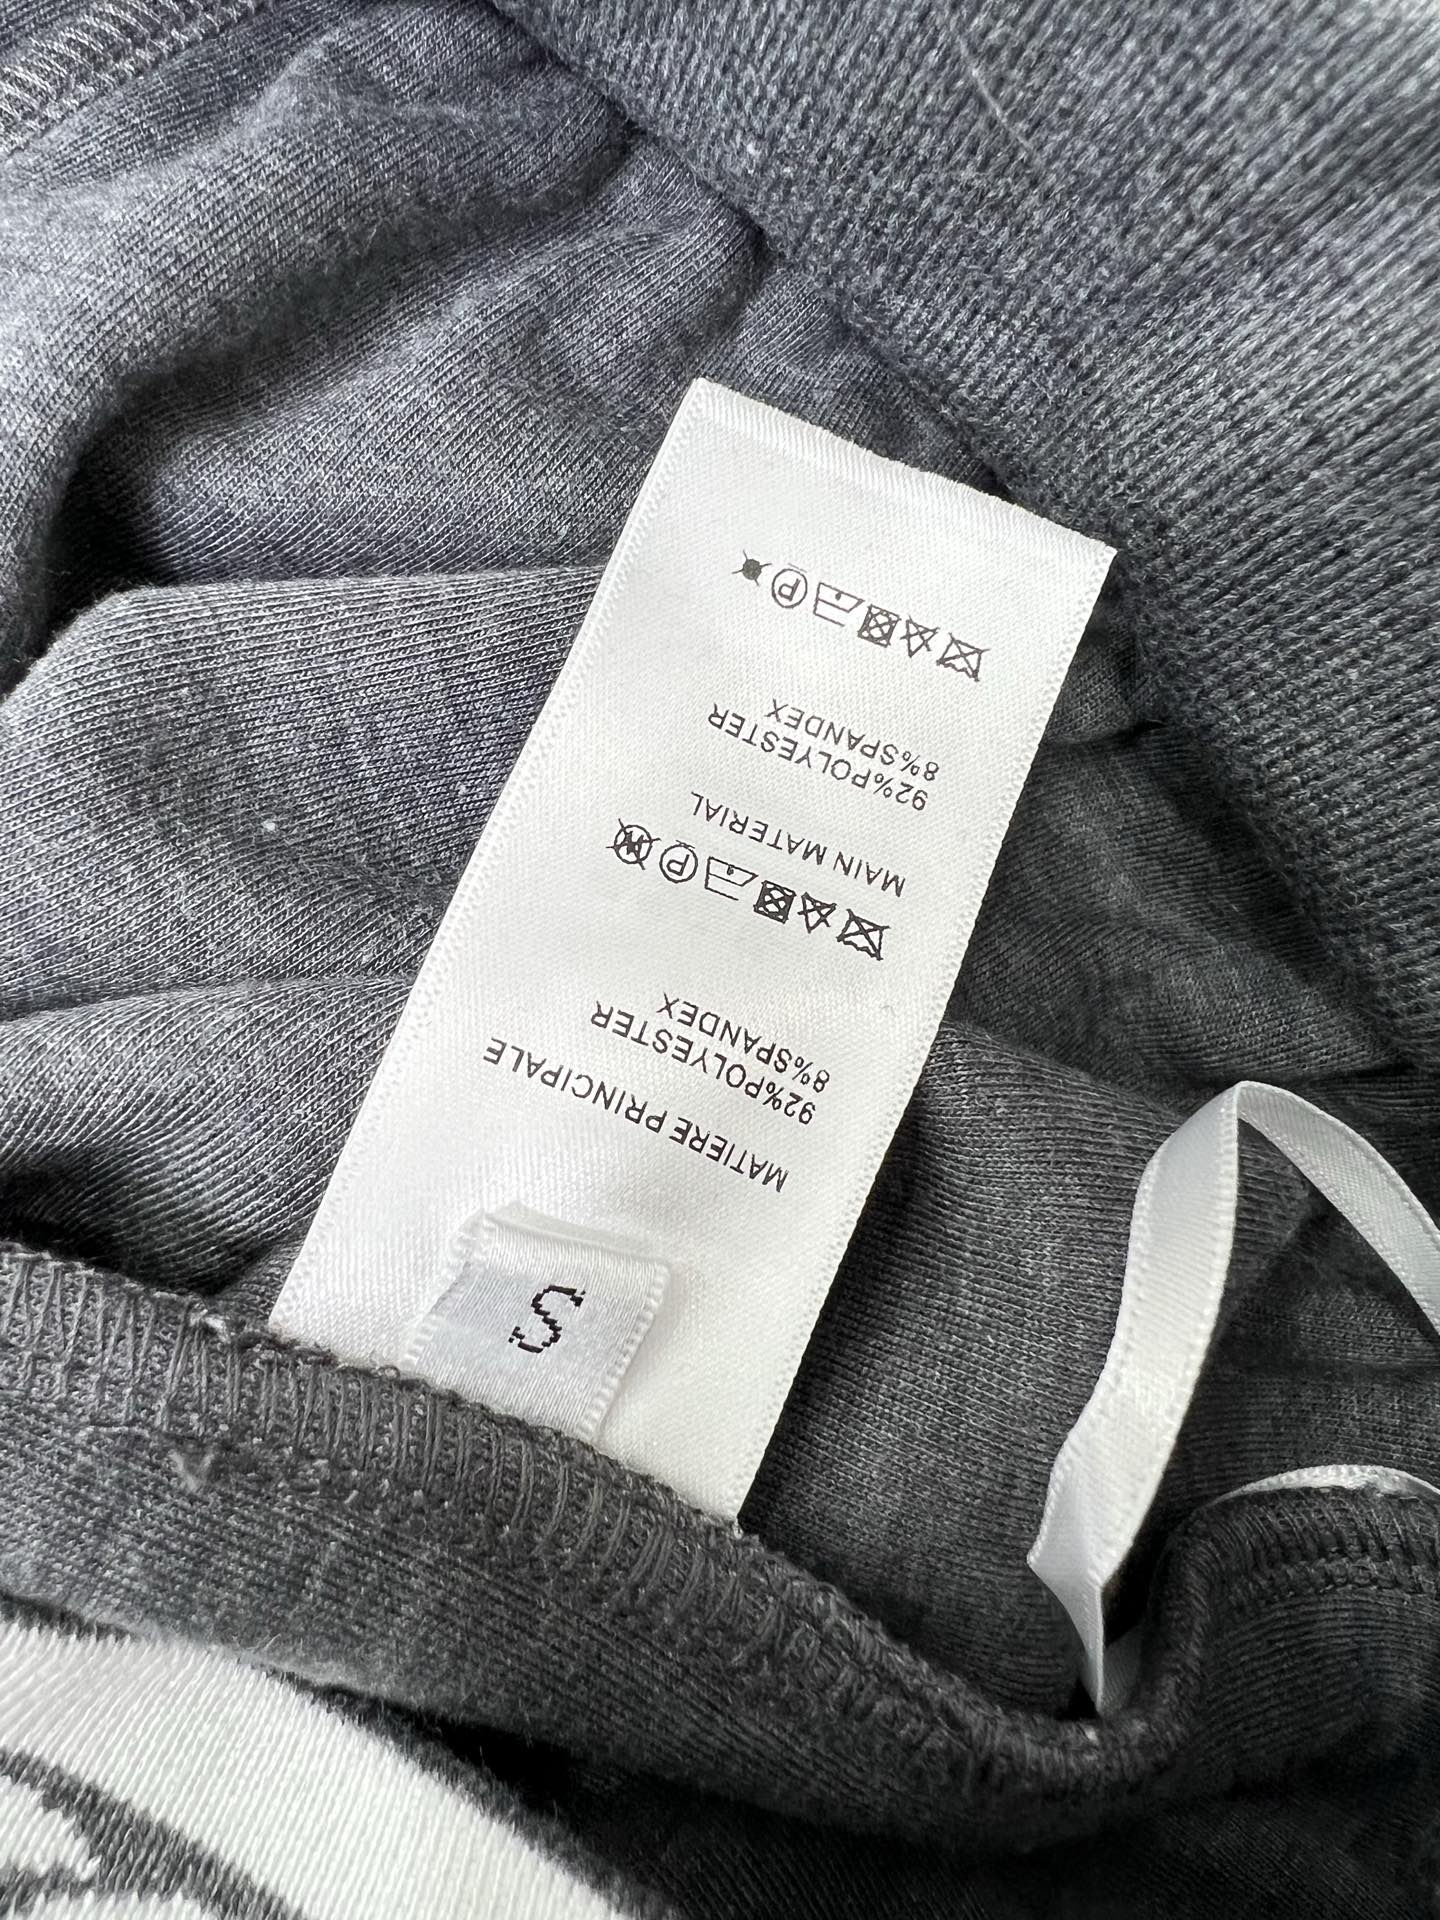 S
MATIERE PRINCIPALE
92%POLYESTER
8%SPANDEX
P W
MAIN MATERIAL
92%POLYESTER
8%SPANDEX
P